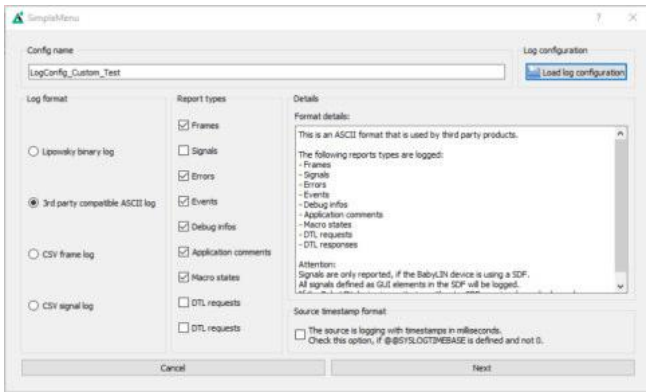 SimpleMenu
Config name
Log configuration
LogConfig_Custom_Test
Load log configuration
Log format
Lipowsky binary log
3rd party compatible ASCII log
CSV frame log
CSV signal log
Report types
Frames
Signals
Errors
Events
Debug infos
Application comments
Macro states
DTL requests
DTL requests
Details
Format details:
This is an ASCII format that is used by third party products.
The following reports types are logged:
- Frames
- Signals
- Errors
- Events
- Debug infos
- Application comments
- Macro states
- DTL requests
- DTL responses
Attention:
Signals are only reported, if the BabyLIN device is using a SDF.
All signals defined as GUI elements in the SDF will be logged.
Source timestamp format
The source is logging with timestamps in miliseconds.
Check this option, if @@SYSLOGTIMEBASE is defined and not 0.
Cancel
Next